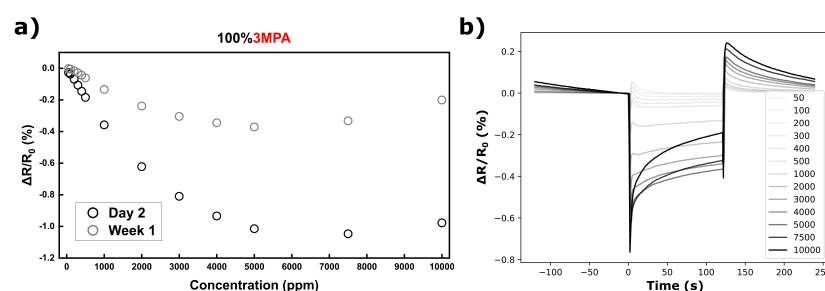 a)
100%3MPA
0.0
-0.2
-0.4
-0.6
-0.8
-1.0
-1.2
ΔR/R0 (%)
Day 2
Week 1
0 1000 2000 3000 4000 5000 6000 7000 8000 9000 10000
Concentration (ppm)
b)
0.2
0.0
−0.2
−0.4
−0.6
−0.8
ΔR/R0 (%)
50
100
200
300
400
500
1000
2000
3000
4000
5000
7500
10000
−100 −50 0 50 100 150 200
Time (s)